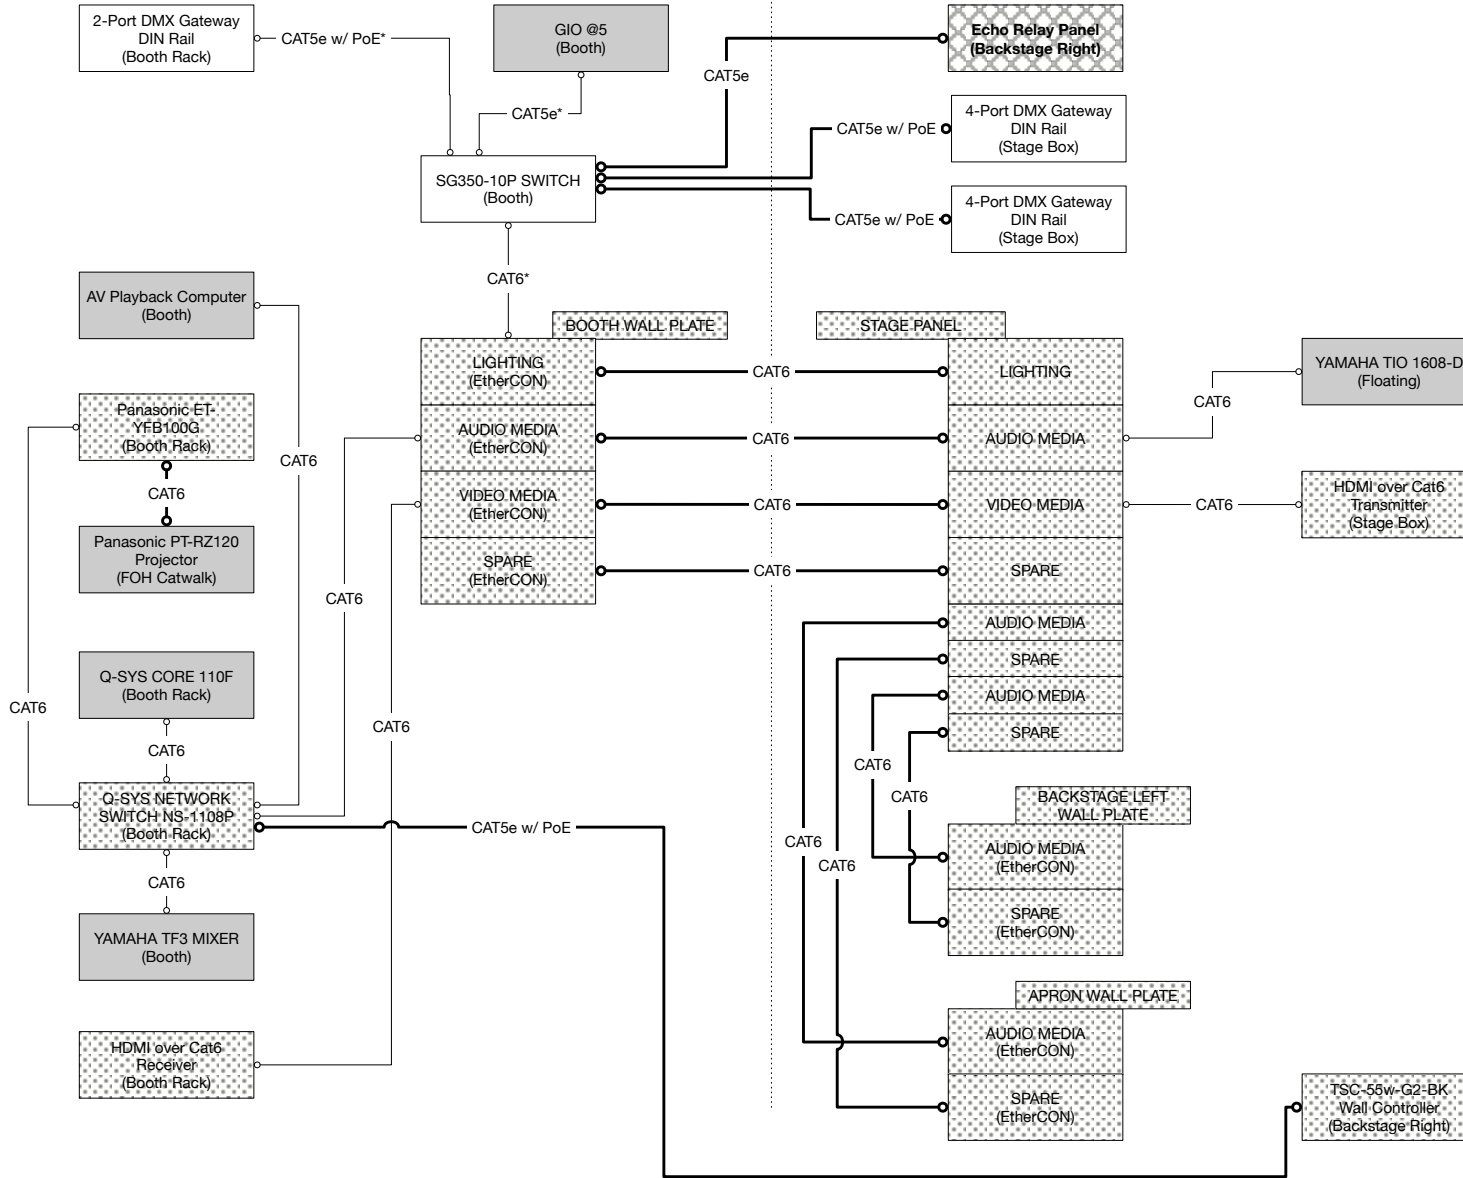 2-Port DMX Gateway
DIN Rail
(Booth Rack)
CAT5e w/ PoE*
GIO @5
(Booth)
CAT5e*
CAT5e
Echo Relay Panel
(Backstage Right)
CAT5e w/ PoE
4-Port DMX Gateway
DIN Rail
(Stage Box)
SG350-10P SWITCH
(Booth)
CAT5e w/ PoE
4-Port DMX Gateway
DIN Rail
(Stage Box)
CAT6*
AV Playback Computer
(Booth)
BOOTH WALL PLATE
STAGE PANEL
LIGHTING
(EtherCON)
CAT6
LIGHTING
YAMAHA TIO 1608-D
(Floating)
CAT6
Panasonic ET-
YFB100G
(Booth Rack)
AUDIO MEDIA
(EtherCON)
CAT6
AUDIO MEDIA
CAT6
CAT6
VIDEO MEDIA
(EtherCON)
CAT6
VIDEO MEDIA
CAT6
HDMI over Cat6
Transmitter
(Stage Box)
Panasonic PT-RZ120
Projector
(FOH Catwalk)
SPARE
(EtherCON)
CAT6
SPARE
CAT6
AUDIO MEDIA
SPARE
AUDIO MEDIA
SPARE
Q-SYS CORE 110F
(Booth Rack)
CAT6
CAT6
CAT6
CAT6
CAT6
Q-SYS NETWORK
SWITCH NS-1108P
(Booth Rack)
CAT5e w/ PoE
BACKSTAGE LEFT
WALL PLATE
CAT6
CAT6
AUDIO MEDIA
(EtherCON)
CAT6
SPARE
(EtherCON)
YAMAHA TF3 MIXER
(Booth)
APRON WALL PLATE
AUDIO MEDIA
(EtherCON)
HDMI over Cat6
Receiver
(Booth Rack)
SPARE
(EtherCON)
TSC-55w-G2-BK
Wall Controller
(Backstage Right)